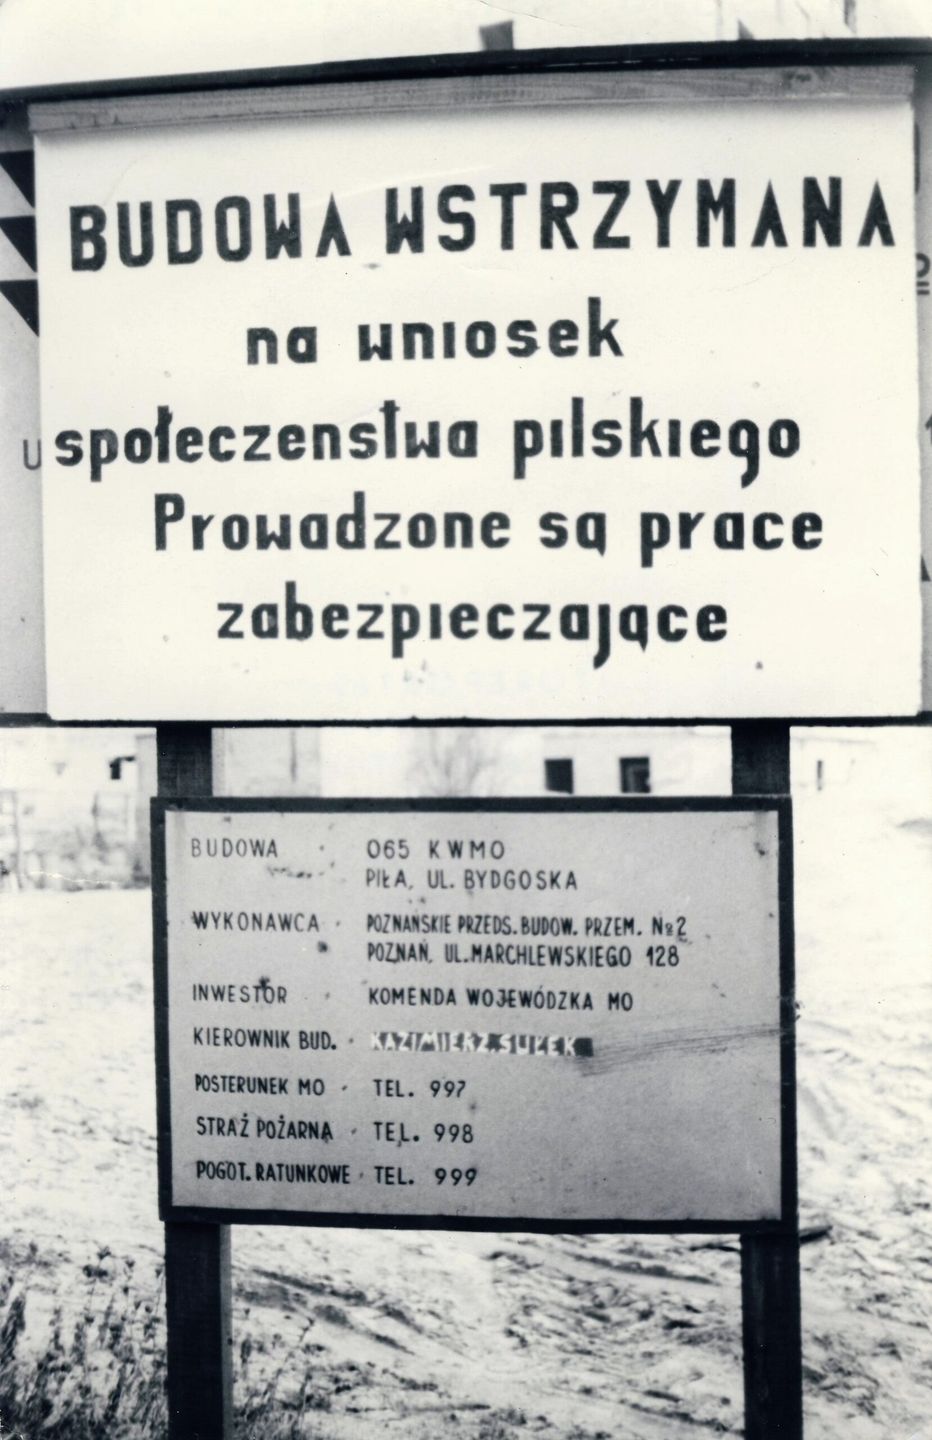 BUDOWA WSTRZYMANA
na wniosek
społeczenstwa pilskiego
Prowadzone są prace
zabezpieczające
BUDOWA · 065 KWMO
PIŁA, UL. BYDGOSKA
WYKONAWCA · POZNAŃSKIE PRZEDS. BUDOW. PRZEM. № 2
POZNAŃ, UL. MARCHLEWSKIEGO 128
INWESTOR · KOMENDA WOJEWÓDZKA MO
KIEROWNIK BUD. · KAZIMIERZ SUŁEK
POSTERUNEK MO · TEL. 997
STRAŻ POŻARNA · TEL. 998
POGOT. RATUNKOWE · TEL. 999